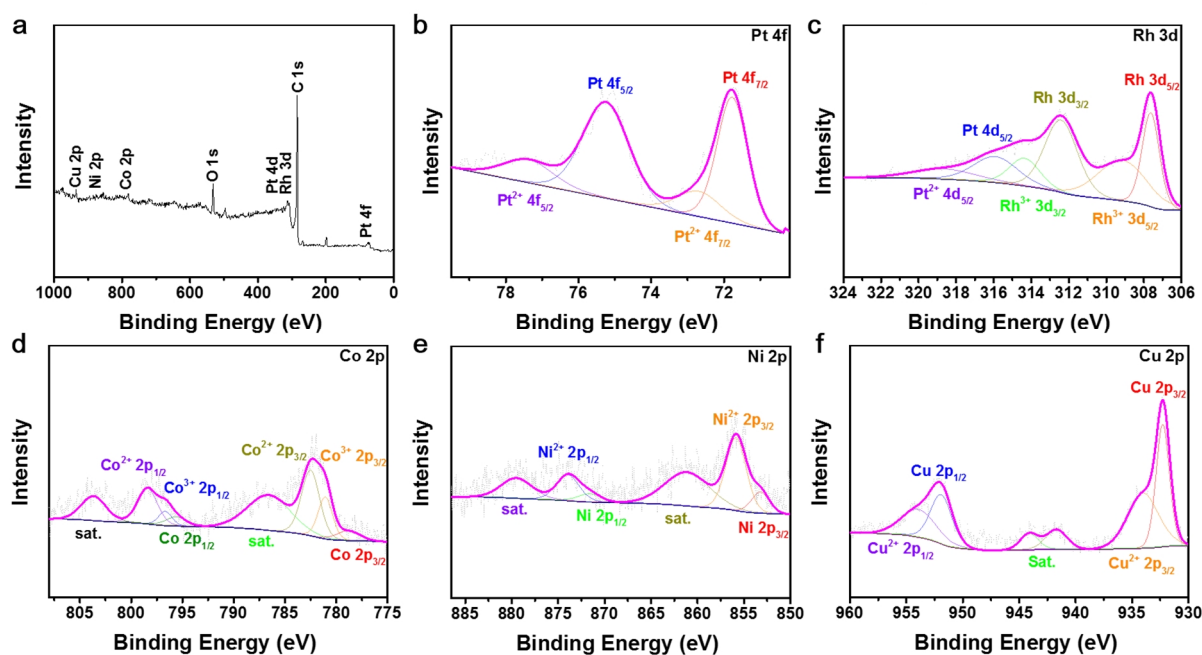 a
Intensity
Cu 2p
Ni 2p
Co 2p
O 1s
Pt 4d
Rh 3d
C 1s
Pt 4f
1000 800 600 400 200 0
Binding Energy (eV)
b
Pt 4f
Intensity
Pt 4f5/2
Pt 4f7/2
Pt2+ 4f5/2
Pt2+ 4f7/2
78 75 74 72
Binding Energy (eV)
c
Rh 3d
Intensity
Rh 3d5/2
Rh 3d3/2
Pt 4d5/2
Pt2+ 4d5/2
Rh3+ 3d3/2
Rh3+ 3d5/2
324 322 320 318 316 314 312 310 308 306
Binding Energy (eV)
d
Co 2p
Intensity
Co2+ 2p3/2
Co3+ 2p3/2
Co2+ 2p1/2
Co3+ 2p1/2
sat.
Co 2p1/2
sat.
Co 2p3/2
805 800 795 790 785 780 775
Binding Energy (eV)
e
Ni 2p
Intensity
Ni2+ 2p3/2
Ni2+ 2p1/2
sat.
Ni 2p1/2
sat.
Ni 2p3/2
885 880 875 870 865 860 855 850
Binding Energy (eV)
f
Cu 2p
Intensity
Cu 2p3/2
Cu 2p1/2
Cu2+ 2p1/2
Sat.
Cu2+ 2p3/2
960 955 950 945 940 935 930
Binding Energy (eV)